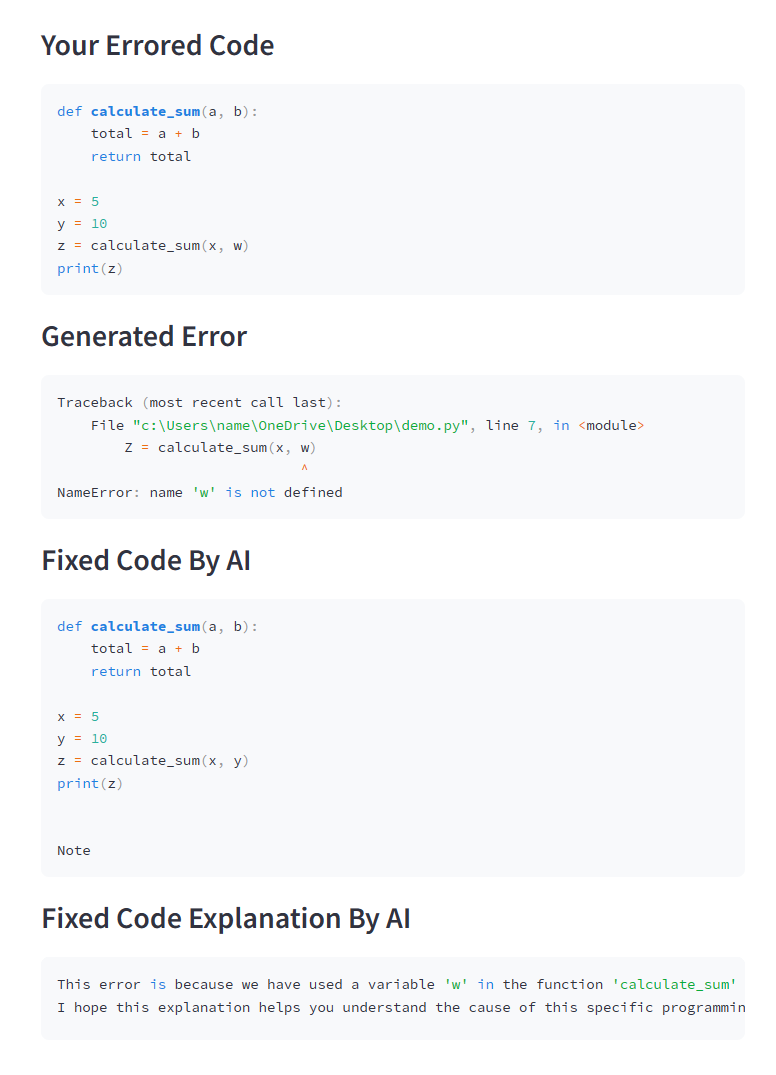 Your Errored Code
def calculate_sum(a, b):
    total = a + b
    return total
x = 5
y = 10
z = calculate_sum(x, w)
print(z)
Generated Error
Traceback (most recent call last):
    File "c:\Users\name\OneDrive\Desktop\demo.py", line 7, in <module>
        Z = calculate_sum(x, w)
^
NameError: name 'w' is not defined
Fixed Code By AI
def calculate_sum(a, b):
    total = a + b
    return total
x = 5
y = 10
z = calculate_sum(x, y)
print(z)
Note
Fixed Code Explanation By AI
This error is because we have used a variable 'w' in the function 'calculate_sum'
I hope this explanation helps you understand the cause of this specific programmin